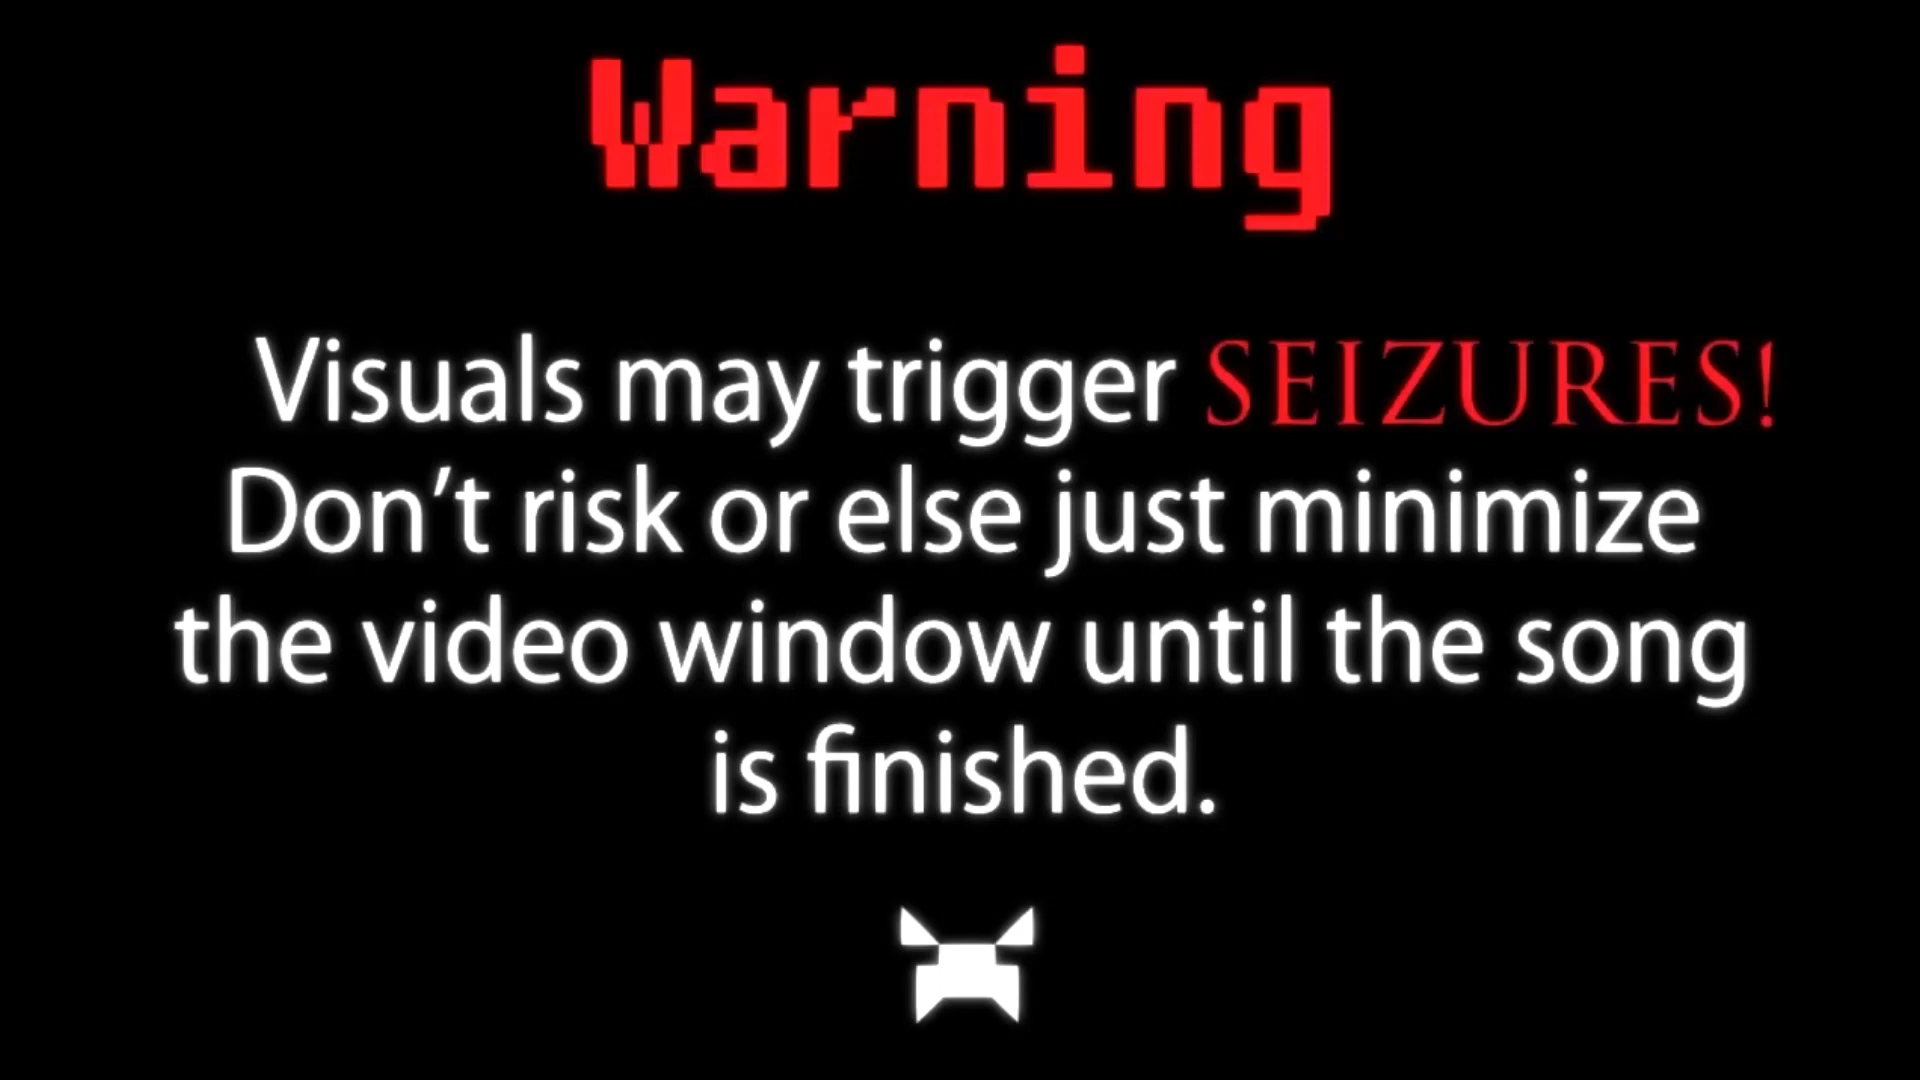 Warning
Visuals may trigger SEIZURES!
Don’t risk or else just minimize
the video window until the song
is finished.